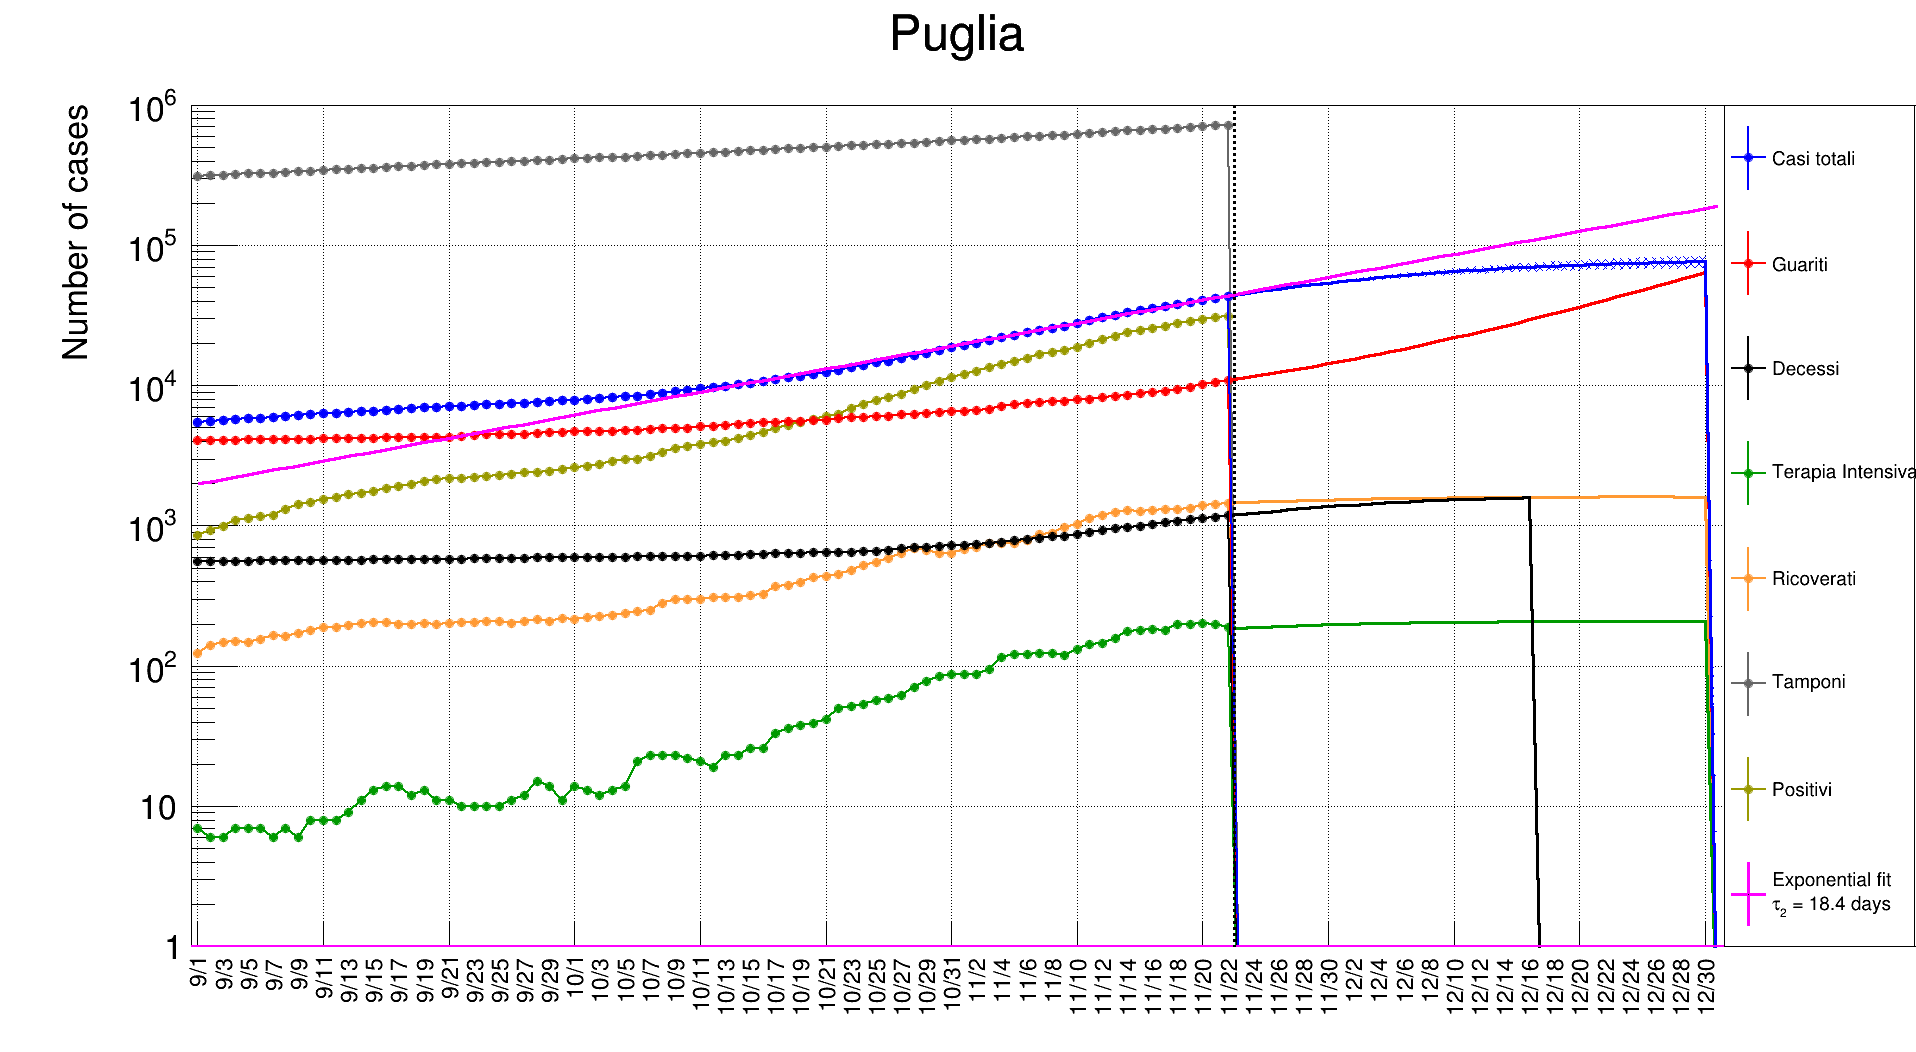 Puglia
Number of cases
10^6
10^5
10^4
10^3
10^2
10
1
9/1 9/3 9/5 9/7 9/9 9/11 9/13 9/15 9/17 9/19 9/21 9/23 9/25 9/27 9/29 10/1 10/3 10/5 10/7 10/9 10/11 10/13 10/15 10/17 10/19 10/21 10/23 10/25 10/27 10/29 10/31 11/2 11/4 11/6 11/8 11/10 11/12 11/14 11/16 11/18 11/20 11/22 11/24 11/26 11/28 11/30 12/2 12/4 12/6 12/8 12/10 12/12 12/14 12/16 12/18 12/20 12/22 12/24 12/26 12/28 12/30
Casi totali
Guariti
Decessi
Terapia Intensiva
Ricoverati
Tamponi
Positivi
Exponential fit
τ₂ = 18.4 days